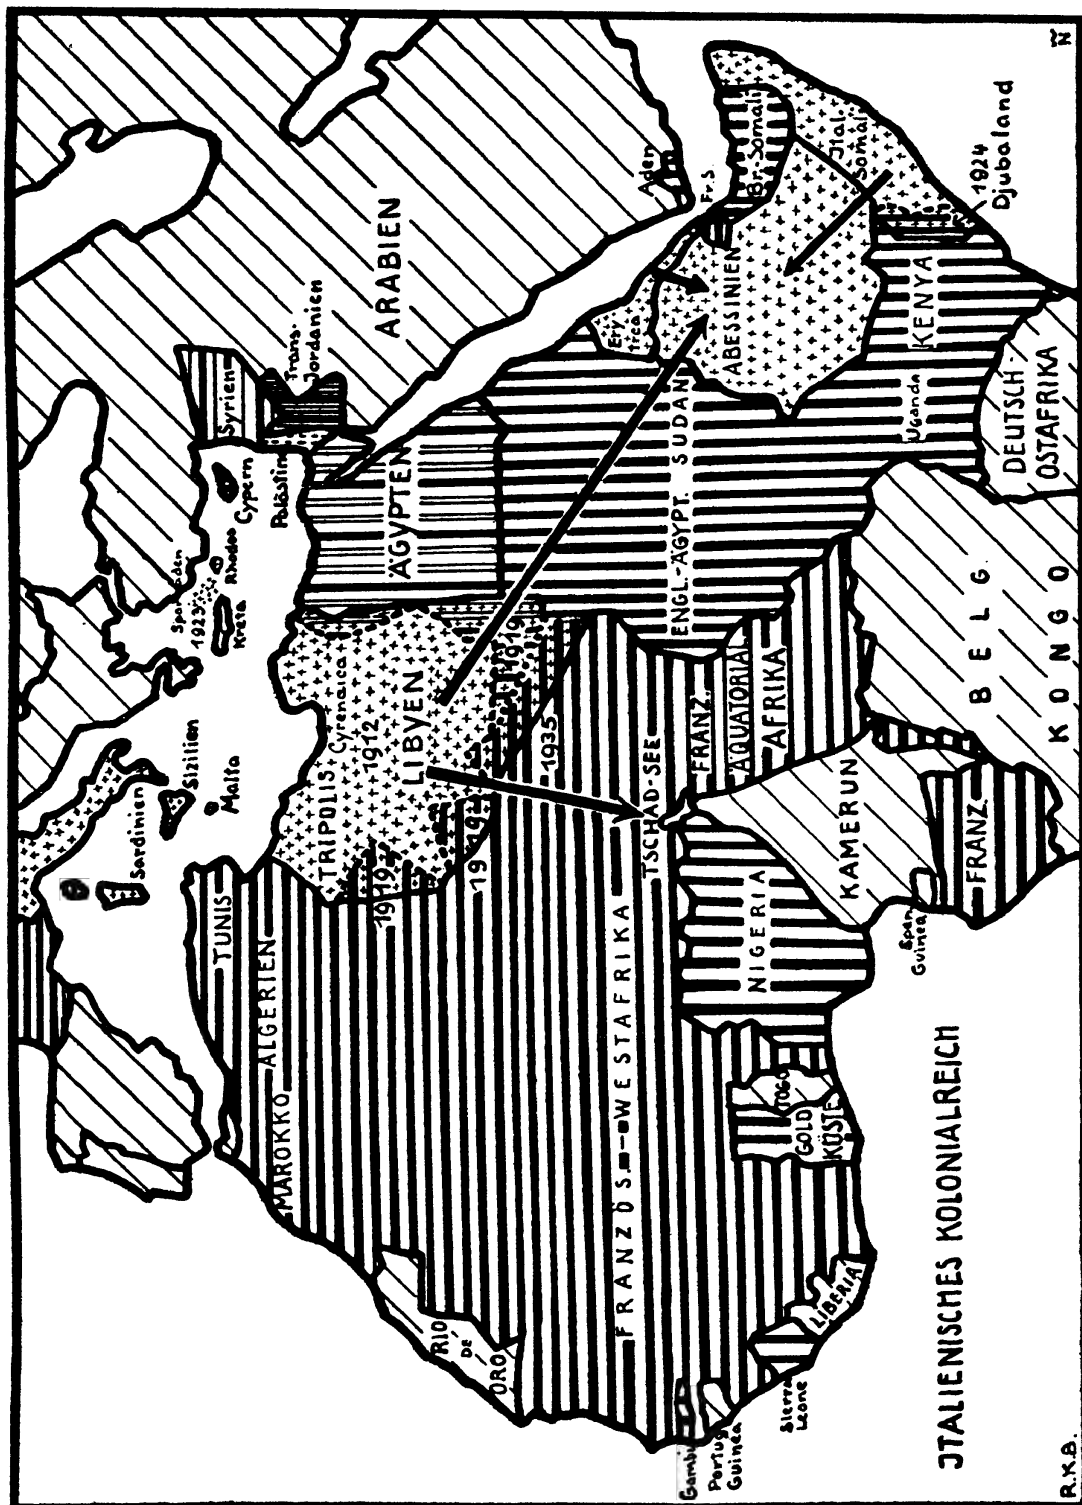 JTALIENISCHES KOLONIALREICH
R.K.B.
N
Sardinien
Sizilien
Malta
1923
Kreta
Rhodos
Cypern
Syrien
Trans-
Jordanien
ARABIEN
Aden
TUNIS
ALGERIEN
MAROKKO
RIO
DE
ORO
TRIPOLIS
Cyrenaica
1912
LIBYEN
1919
1919
1919
1935
ÄGYPTEN
ENGL.-ÄGYPT. SUDAN
Ery
trea
ABESSINIEN
Fr.S.
Br.-Somali
Jtal.
Somali
1924
Djubaland
KENYA
Uganda
DEUTSCH-
OSTAFRIKA
FRANZÖS.-WESTAFRIKA
TSCHAD-SEE
FRANZ.
ÄQUATORIAL
AFRIKA
NIGERIA
KAMERUN
Span
Guinea
FRANZ.
BELG
KONGO
TOGO
GOLD
KÜSTE
LIBERIA
Sierra
Leone
Portug
Guinea